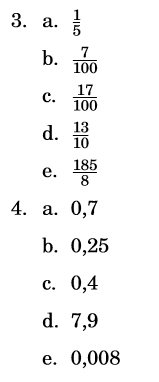 3. a. 1/5
b. 7/100
c. 17/100
d. 13/10
e. 185/8
4. a. 0,7
b. 0,25
c. 0,4
d. 7,9
e. 0,008